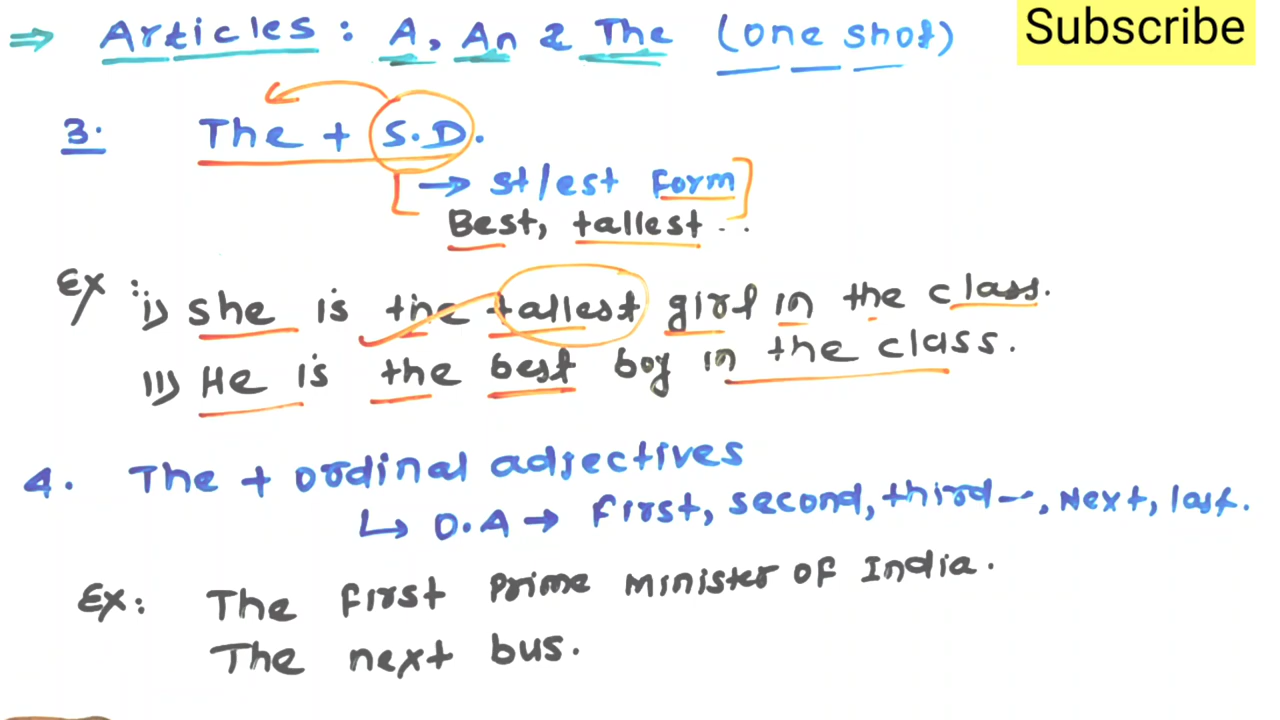 ⇒ Articles: A, An & The (one shot)
Subscribe
3. The + S.D.
→ st/est Form
Best, tallest ..
Ex: i) she is the tallest girl in the class.
ii) He is the best boy in the class.
4. The + ordinal adjectives
↳ O.A → First, second, third--, Next, last.
Ex: The first Prime Minister of India.
The next bus.